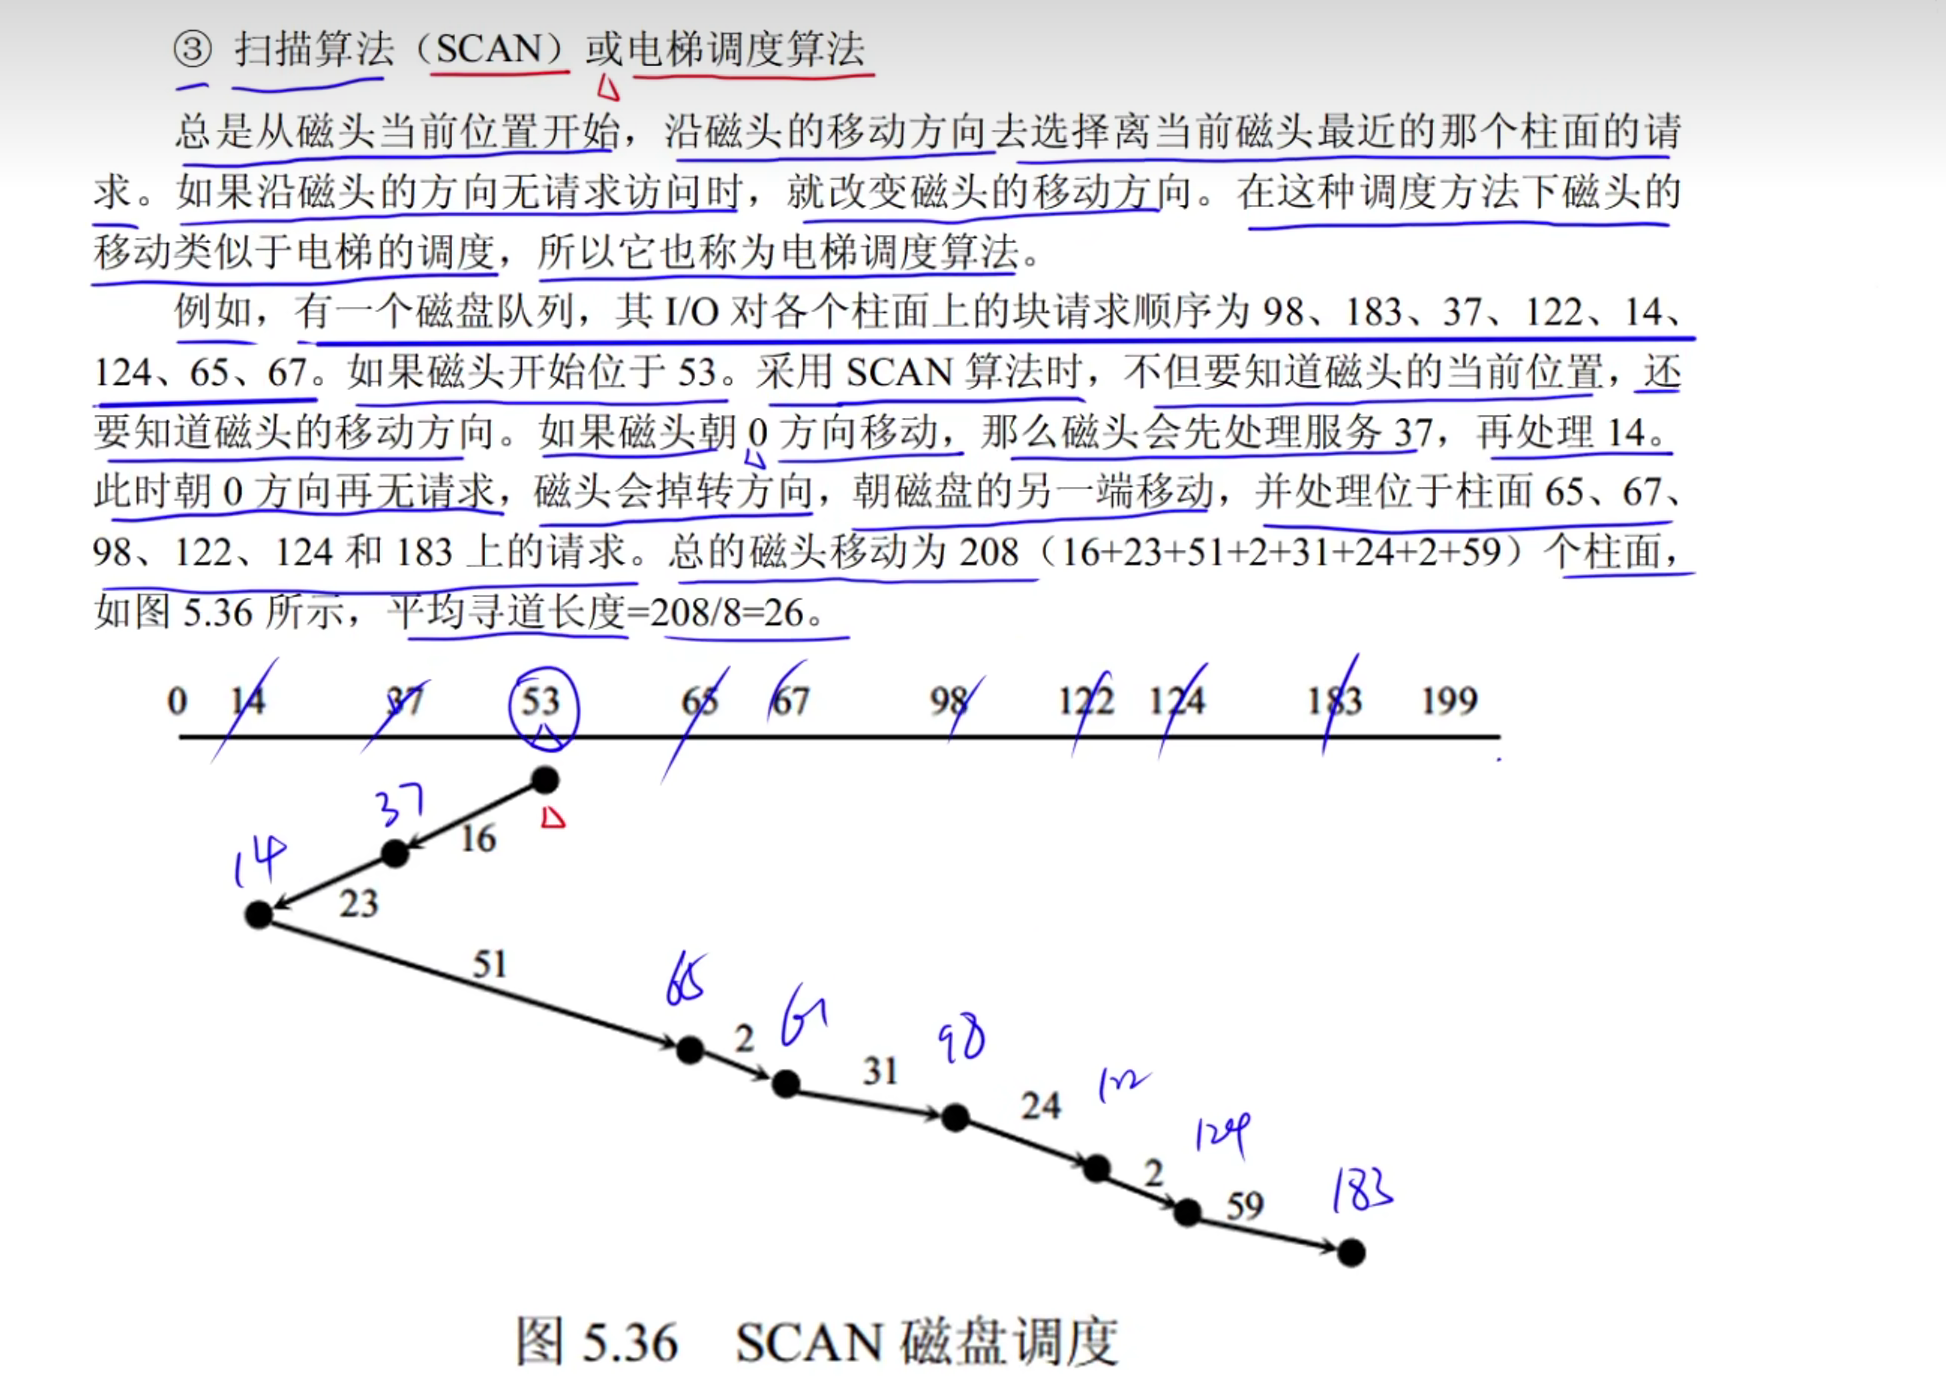 ③ 扫描算法（SCAN）或电梯调度算法
总是从磁头当前位置开始，沿磁头的移动方向去选择离当前磁头最近的那个柱面的请
求。如果沿磁头的方向无请求访问时，就改变磁头的移动方向。在这种调度方法下磁头的
移动类似于电梯的调度，所以它也称为电梯调度算法。
例如，有一个磁盘队列，其 I/O 对各个柱面上的块请求顺序为 98、183、37、122、14、
124、65、67。如果磁头开始位于 53。采用 SCAN 算法时，不但要知道磁头的当前位置，还
要知道磁头的移动方向。如果磁头朝 0 方向移动，那么磁头会先处理服务 37，再处理 14。
此时朝 0 方向再无请求，磁头会掉转方向，朝磁盘的另一端移动，并处理位于柱面 65、67、
98、122、124 和 183 上的请求。总的磁头移动为 208（16+23+51+2+31+24+2+59）个柱面，
如图 5.36 所示，平均寻道长度=208/8=26。
0 14 37 53 65 67 98 122 124 183 199
37
16
14
23
51
65
2
67
31
98
24
122
2
124
59
183
图 5.36 SCAN 磁盘调度